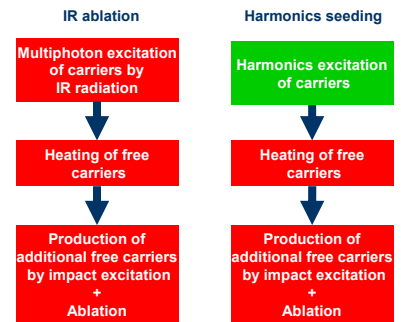 IR ablation
Multiphoton excitation
of carriers by
IR radiation
Heating of free
carriers
Production of
additional free carriers
by impact excitation
+
Ablation
Harmonics seeding
Harmonics excitation
of carriers
Heating of free
carriers
Production of
additional free carriers
by impact excitation
+
Ablation